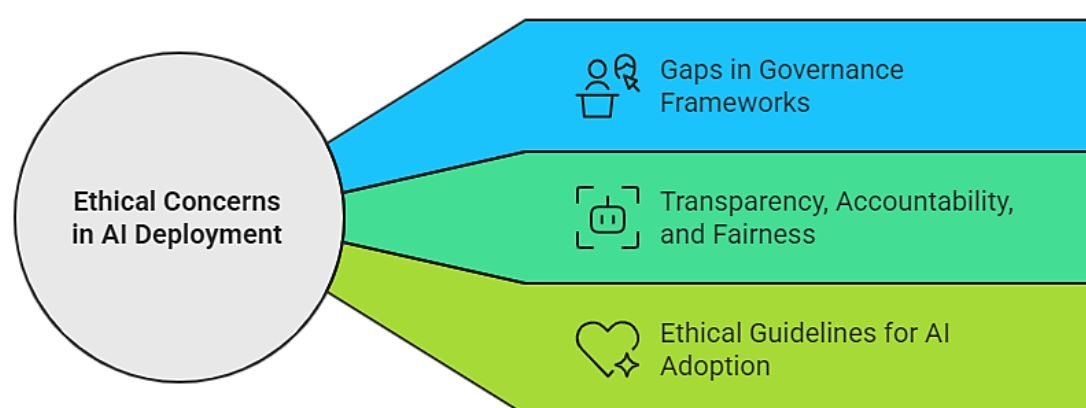 Ethical Concerns
in AI Deployment
Gaps in Governance
Frameworks
Transparency, Accountability,
and Fairness
Ethical Guidelines for AI
Adoption